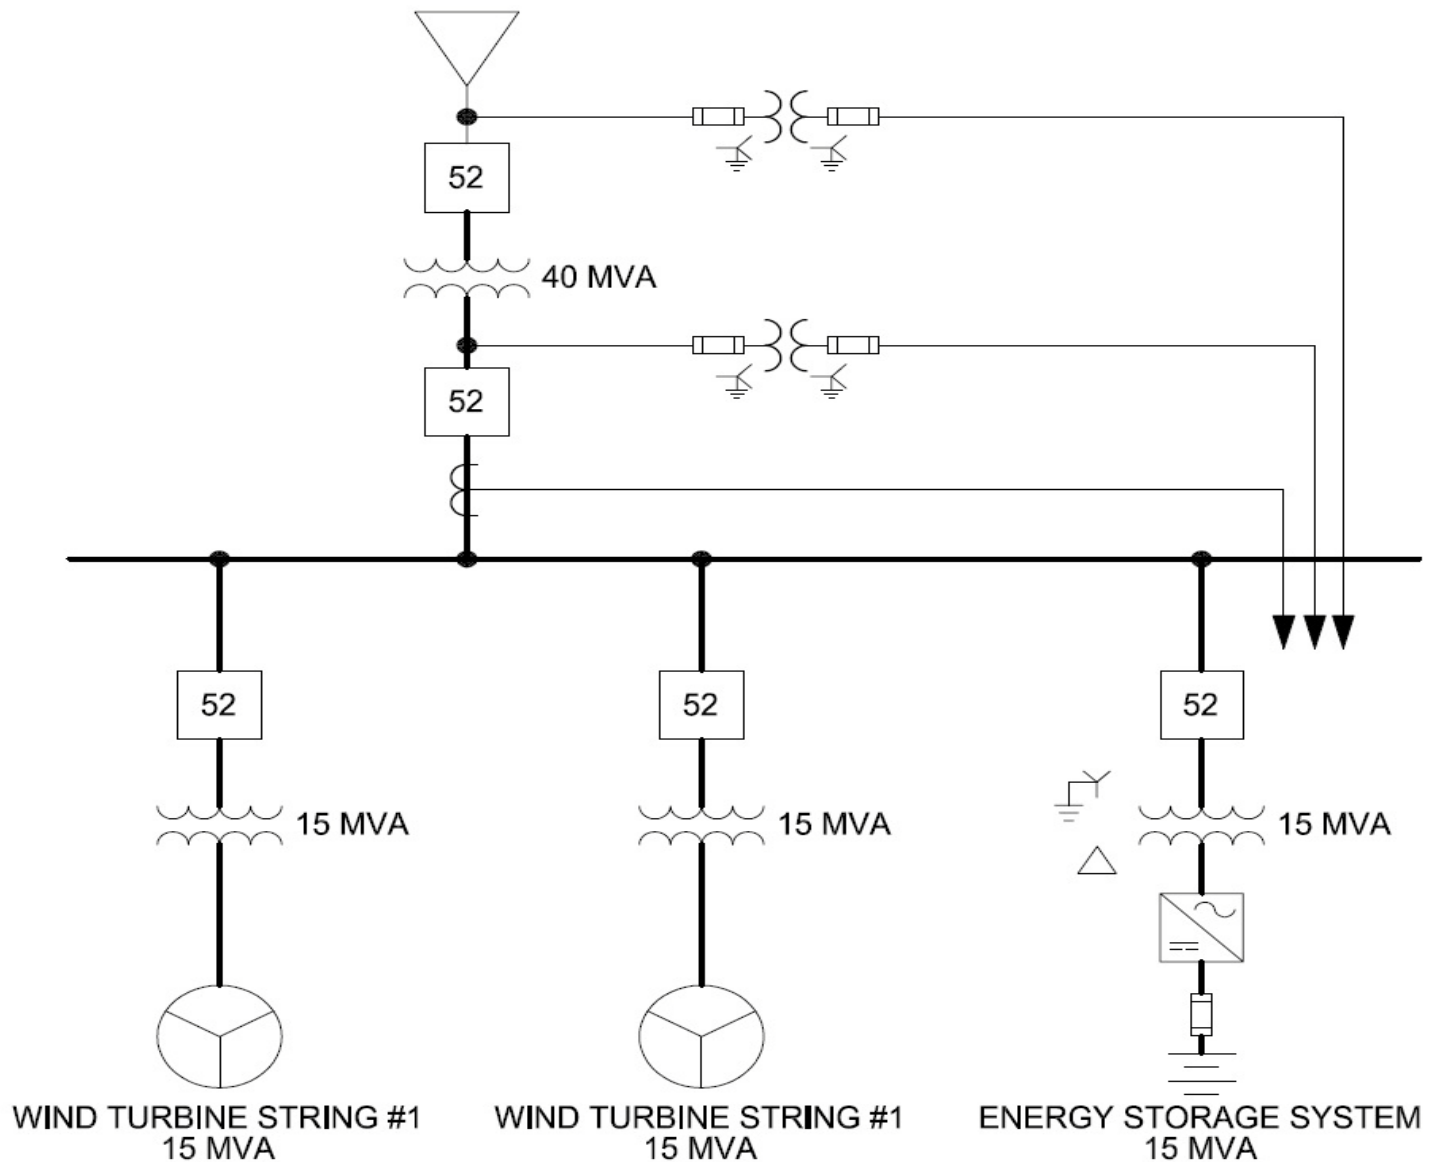 52
40 MVA
52
52
52
52
15 MVA
15 MVA
15 MVA
WIND TURBINE STRING #1
15 MVA
WIND TURBINE STRING #1
15 MVA
ENERGY STORAGE SYSTEM
15 MVA